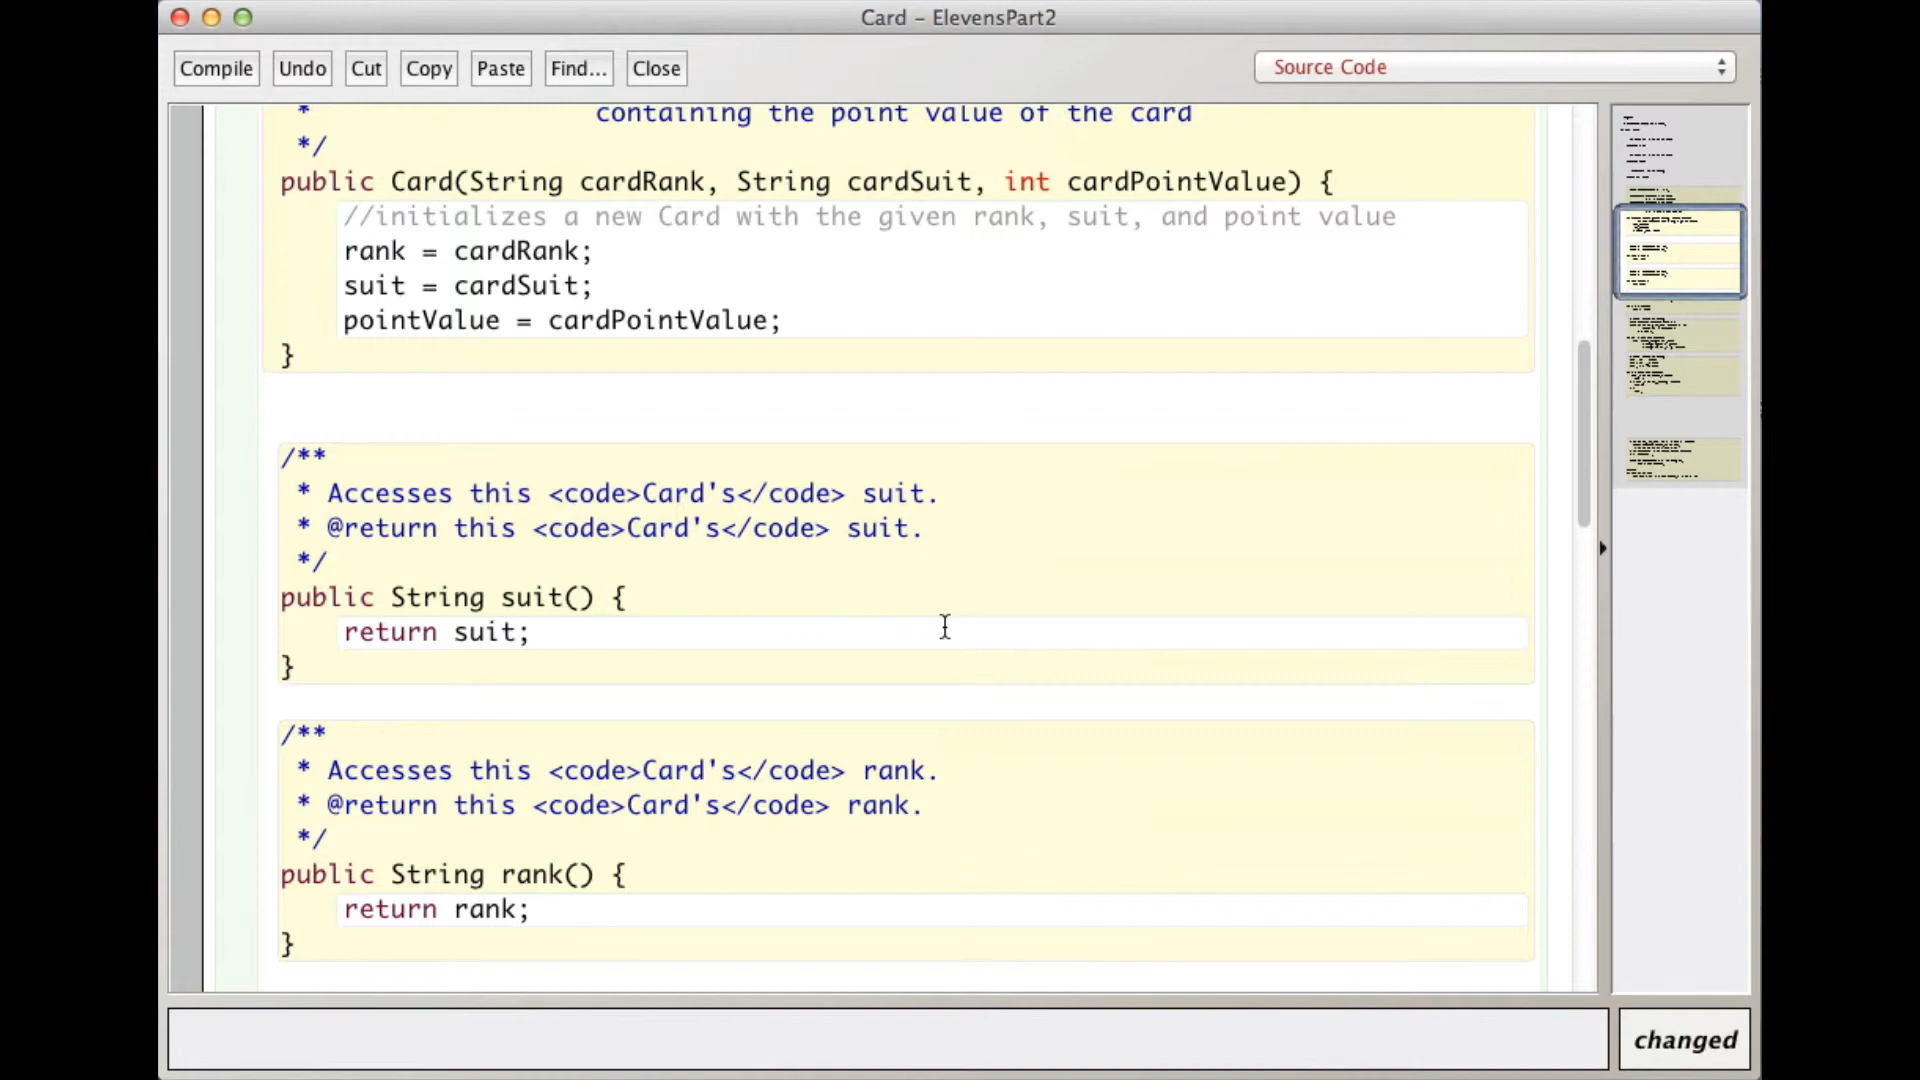 Card – ElevensPart2
Compile Undo Cut Copy Paste Find... Close Source Code
* containing the point value of the card
*/
public Card(String cardRank, String cardSuit, int cardPointValue) {
//initializes a new Card with the given rank, suit, and point value
rank = cardRank;
suit = cardSuit;
pointValue = cardPointValue;
}
/**
* Accesses this <code>Card's</code> suit.
* @return this <code>Card's</code> suit.
*/
public String suit() {
return suit;
}
/**
* Accesses this <code>Card's</code> rank.
* @return this <code>Card's</code> rank.
*/
public String rank() {
return rank;
}
changed